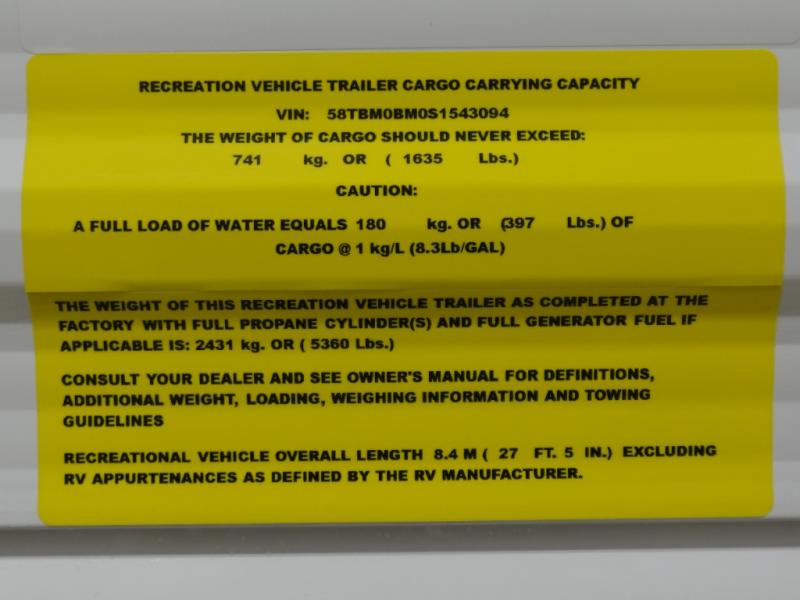 RECREATION VEHICLE TRAILER CARGO CARRYING CAPACITY
VIN: 58TBM0BM0S1543094
THE WEIGHT OF CARGO SHOULD NEVER EXCEED:
741 kg. OR ( 1635 Lbs.)
CAUTION:
A FULL LOAD OF WATER EQUALS 180 kg. OR (397 Lbs.) OF
CARGO @ 1 kg/L (8.3Lb/GAL)
THE WEIGHT OF THIS RECREATION VEHICLE TRAILER AS COMPLETED AT THE
FACTORY WITH FULL PROPANE CYLINDER(S) AND FULL GENERATOR FUEL IF
APPLICABLE IS: 2431 kg. OR ( 5360 Lbs.)
CONSULT YOUR DEALER AND SEE OWNER'S MANUAL FOR DEFINITIONS,
ADDITIONAL WEIGHT, LOADING, WEIGHING INFORMATION AND TOWING
GUIDELINES
RECREATIONAL VEHICLE OVERALL LENGTH 8.4 M ( 27 FT. 5 IN.) EXCLUDING
RV APPURTENANCES AS DEFINED BY THE RV MANUFACTURER.